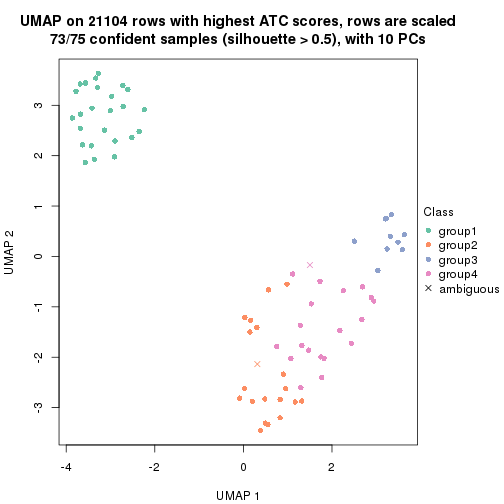 UMAP on 21104 rows with highest ATC scores, rows are scaled
73/75 confident samples (silhouette > 0.5), with 10 PCs
3
2
1
0
-1
-2
-3
UMAP 2
-4
-2
0
2
UMAP 1
Class
group1
group2
group3
group4
ambiguous